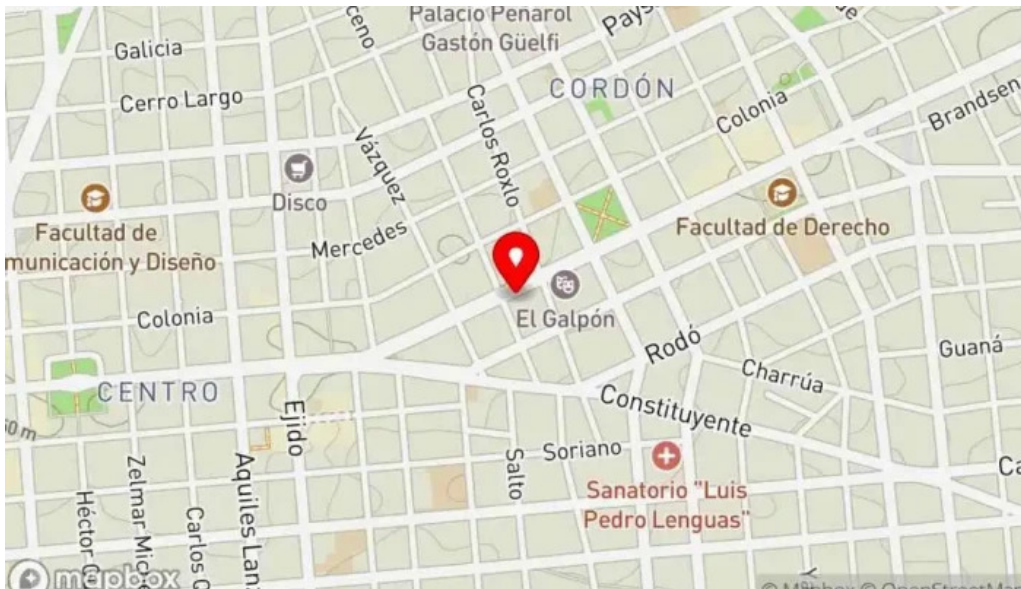 Palacio Peñarol
Gastón Güelfi
Galicia
CORDÓN
Cerro Largo
Colonia
Brandsen
Carlos Roxlo
Vázquez
Disco
Mercedes
Facultad de
municación y Diseño
Facultad de Derecho
El Galpón
Colonia
Rodó
Guaná
Charrúa
CENTRO
Ejido
Constituyente
Soriano
Salto
Sanatorio "Luis
Pedro Lenguas"
Aquiles Lanz
Zelmar Miche
Carlos
Héctor
mapbox
© Mapbox © OpenStreetMap